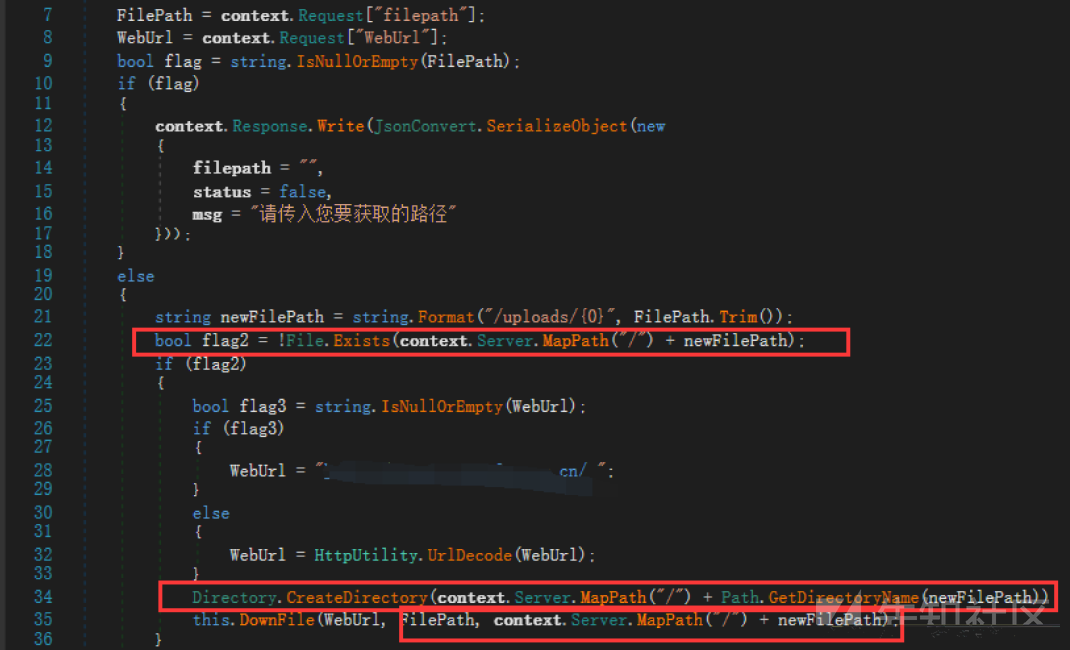 7 FilePath = context.Request["filepath"];
8 WebUrl = context.Request["WebUrl"];
9 bool flag = string.IsNullOrEmpty(FilePath);
10 if (flag)
11 {
12 context.Response.Write(JsonConvert.SerializeObject(new
13 {
14 filepath = "",
15 status = false,
16 msg = "请传入您要获取的路径"
17 }));
18 }
19 else
20 {
21 string newFilePath = string.Format("/uploads/{0}", FilePath.Trim());
22 bool flag2 = !File.Exists(context.Server.MapPath("/") + newFilePath);
23 if (flag2)
24 {
25 bool flag3 = string.IsNullOrEmpty(WebUrl);
26 if (flag3)
27 {
28 WebUrl = " cn/ ";
29 }
30 else
31 {
32 WebUrl = HttpUtility.UrlDecode(WebUrl);
33 }
34 Directory.CreateDirectory(context.Server.MapPath("/") + Path.GetDirectoryName(newFilePath))
35 this.DownFile(WebUrl, FilePath, context.Server.MapPath("/") + newFilePath);
36 }